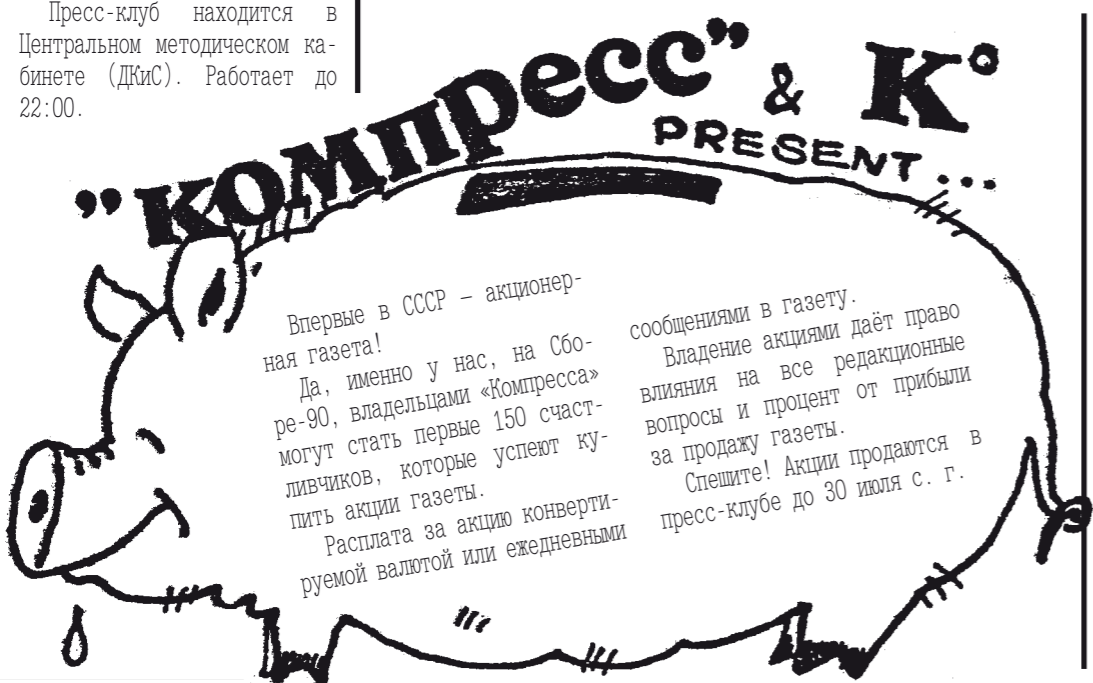 Пресс-клуб находится в
Центральном методическом ка-
бинете (ДКиС). Работает до
22:00.
"компресс" & К°
PRESENT...
Впервые в СССР – акционер-
ная газета!
Да, именно у нас, на Сбо-
ре-90, владельцами «Компресса»
могут стать первые 150 счаст-
ливчиков, которые успеют ку-
пить акции газеты.
Расплата за акцию конверти-
руемой валютой или ежедневными
сообщениями в газету.
Владение акциями даёт право
влияния на все редакционные
вопросы и процент от прибыли
за продажу газеты.
Спешите! Акции продаются в
пресс-клубе до 30 июля с. г.